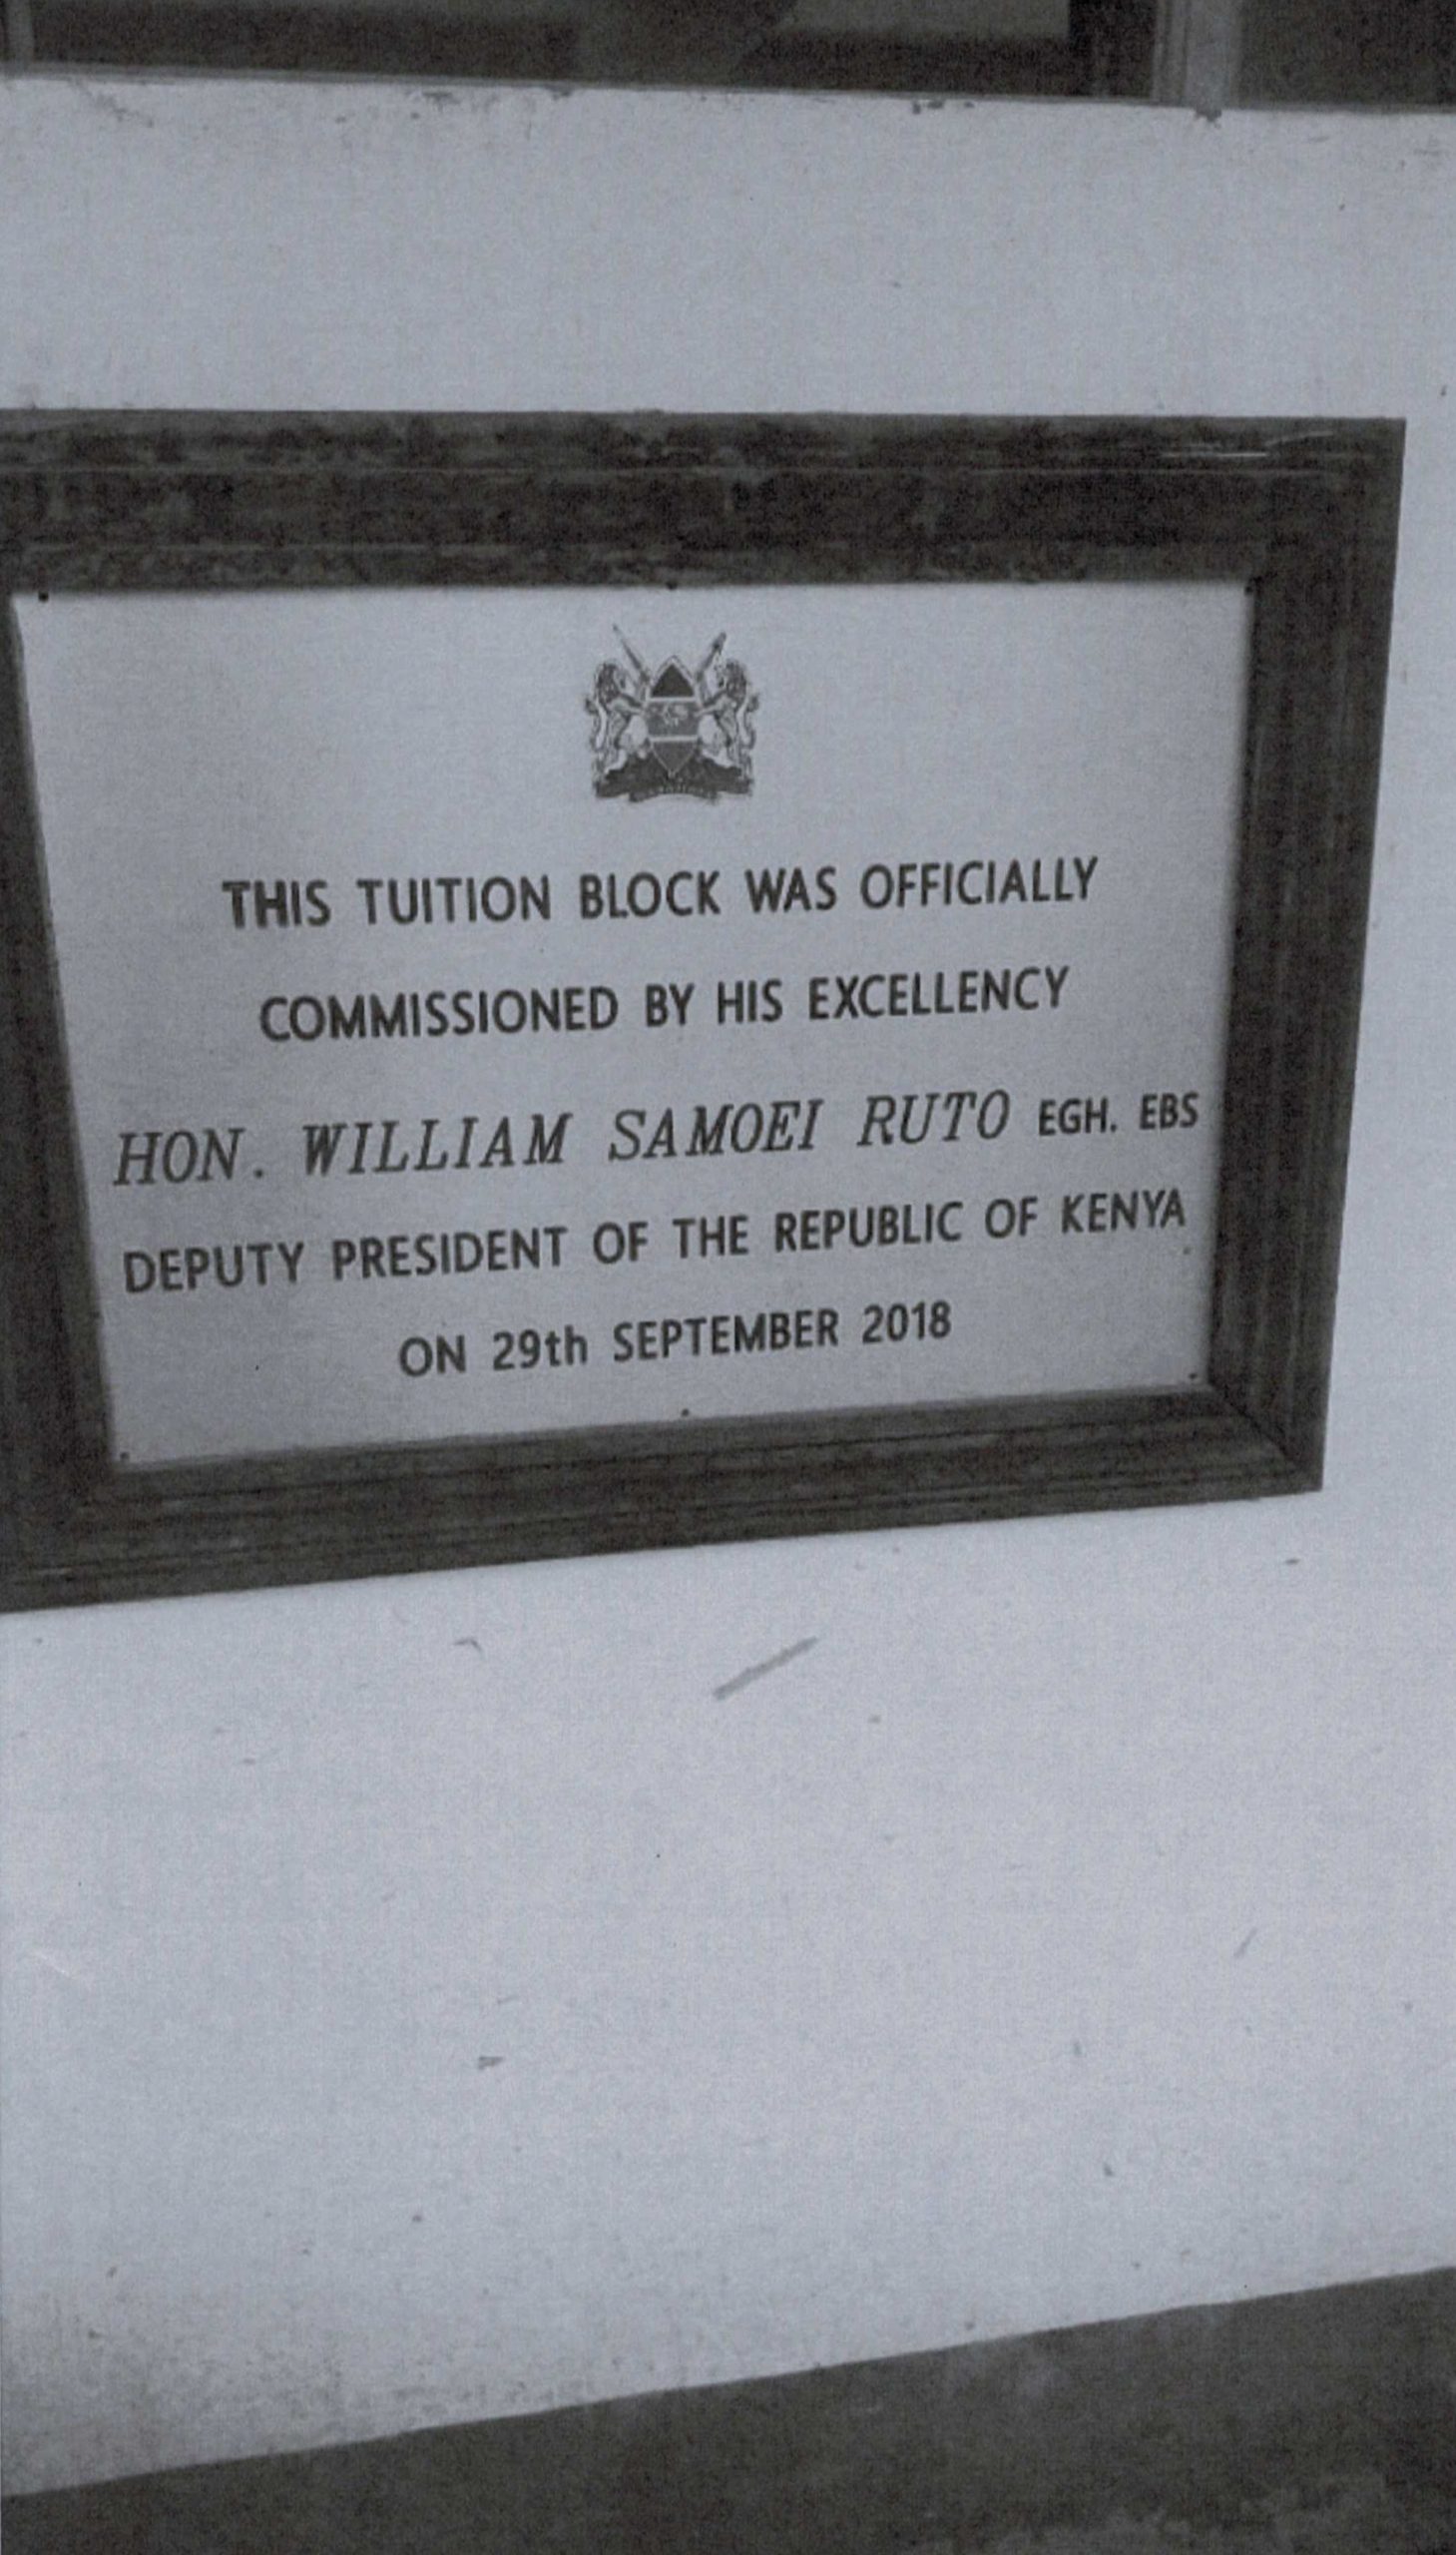 THIS TUITION BLOCK WAS OFFICIALLY
COMMISSIONED BY HIS EXCELLENCY
HON. WILLIAM SAMOEI RUTO EGH. EBS
DEPUTY PRESIDENT OF THE REPUBLIC OF KENYA
ON 29th SEPTEMBER 2018